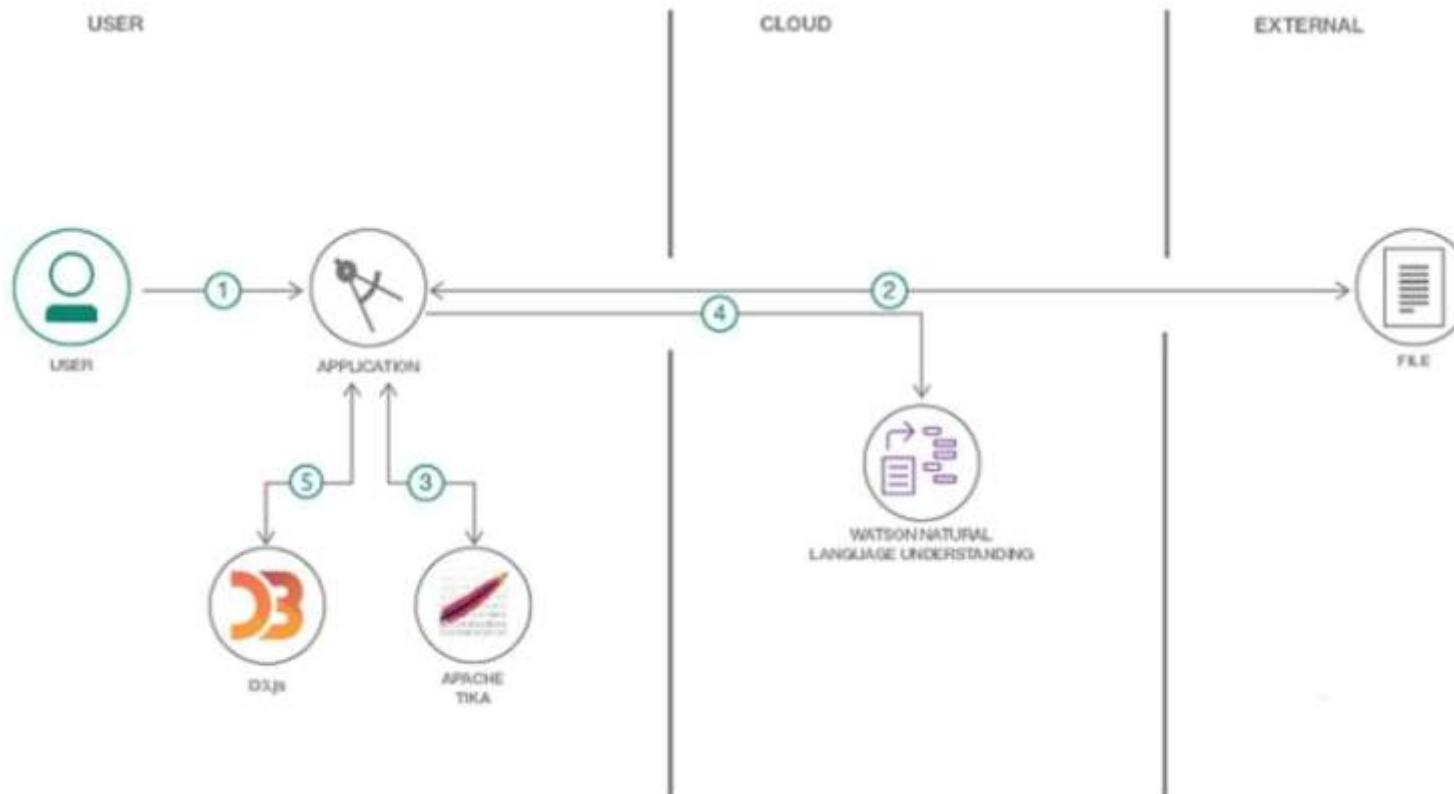 USER
CLOUD
EXTERNAL
1
2
4
USER
APPLICATION
FILE
5
3
WATSON NATURAL
LANGUAGE UNDERSTANDING
D3
D3.js
APACHE
TIKA